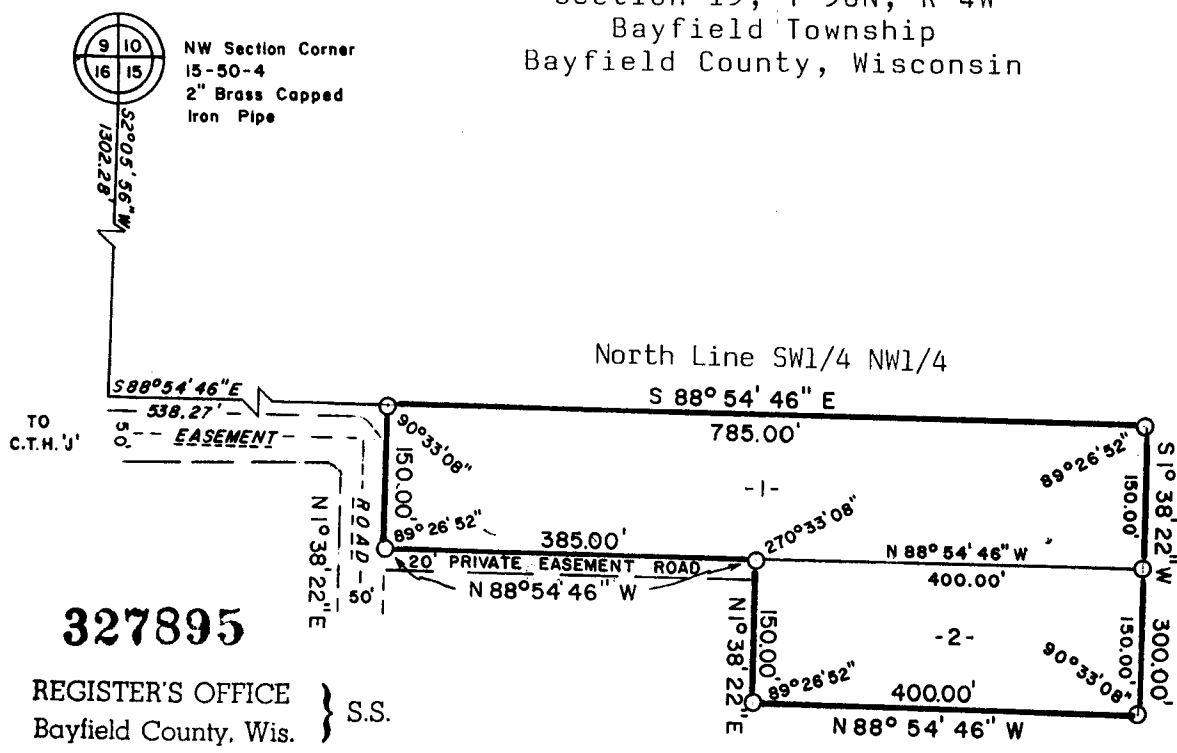 Section 15, T 50N, R 4W
Bayfield Township
Bayfield County, Wisconsin
9 10
16 15
NW Section Corner
15-50-4
2" Brass Capped
Iron Pipe
S2°05'56"W
1302.28'
North Line SW1/4 NW1/4
S88°54'46"E
538.27'
TO
C.T.H. 'J'
50'
EASEMENT
ROAD
50'
N1°38'22"E
S 88° 54' 46" E
785.00'
90°33'08"
150.00'
89°26'52"
89°26'52"
150.00'
S 1° 38' 22" W
-1-
385.00'
270°33'08"
20' PRIVATE EASEMENT ROAD
N 88°54'46" W
N 88° 54' 46" W
400.00'
N1° 38' 22" E
150.00'
89°26'52"
-2-
90°33'08"
150.00'
300.00'
400.00'
N 88° 54' 46" W
327895
REGISTER'S OFFICE
Bayfield County, Wis.
} S.S.